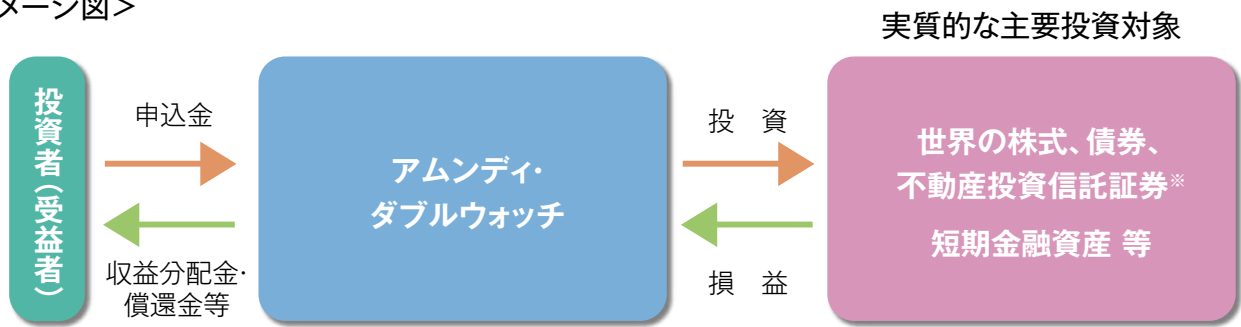 メージ図＞
実質的な主要投資対象
投資者（受益者）
申込金
収益分配金・
償還金等
アムンディ・
ダブルウォッチ
投　資
損　益
世界の株式、債券、
不動産投資信託証券※
短期金融資産 等